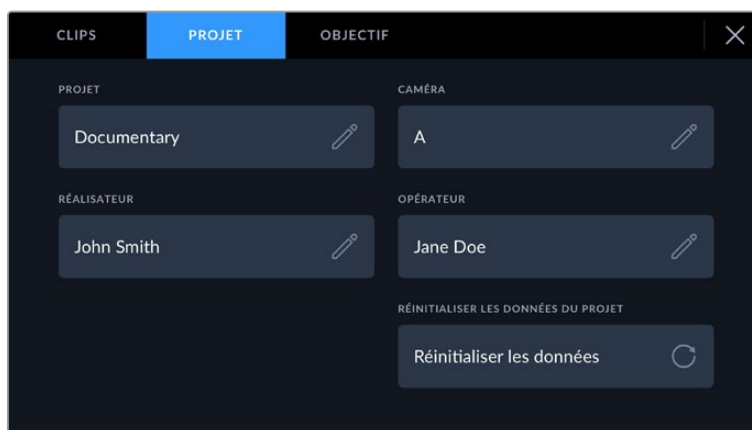 CLIPS PROJET OBJECTIF
PROJET CAMÉRA
Documentary A
RÉALISATEUR OPÉRATEUR
John Smith Jane Doe
RÉINITIALISER LES DONNÉES DU PROJET
Réinitialiser les données